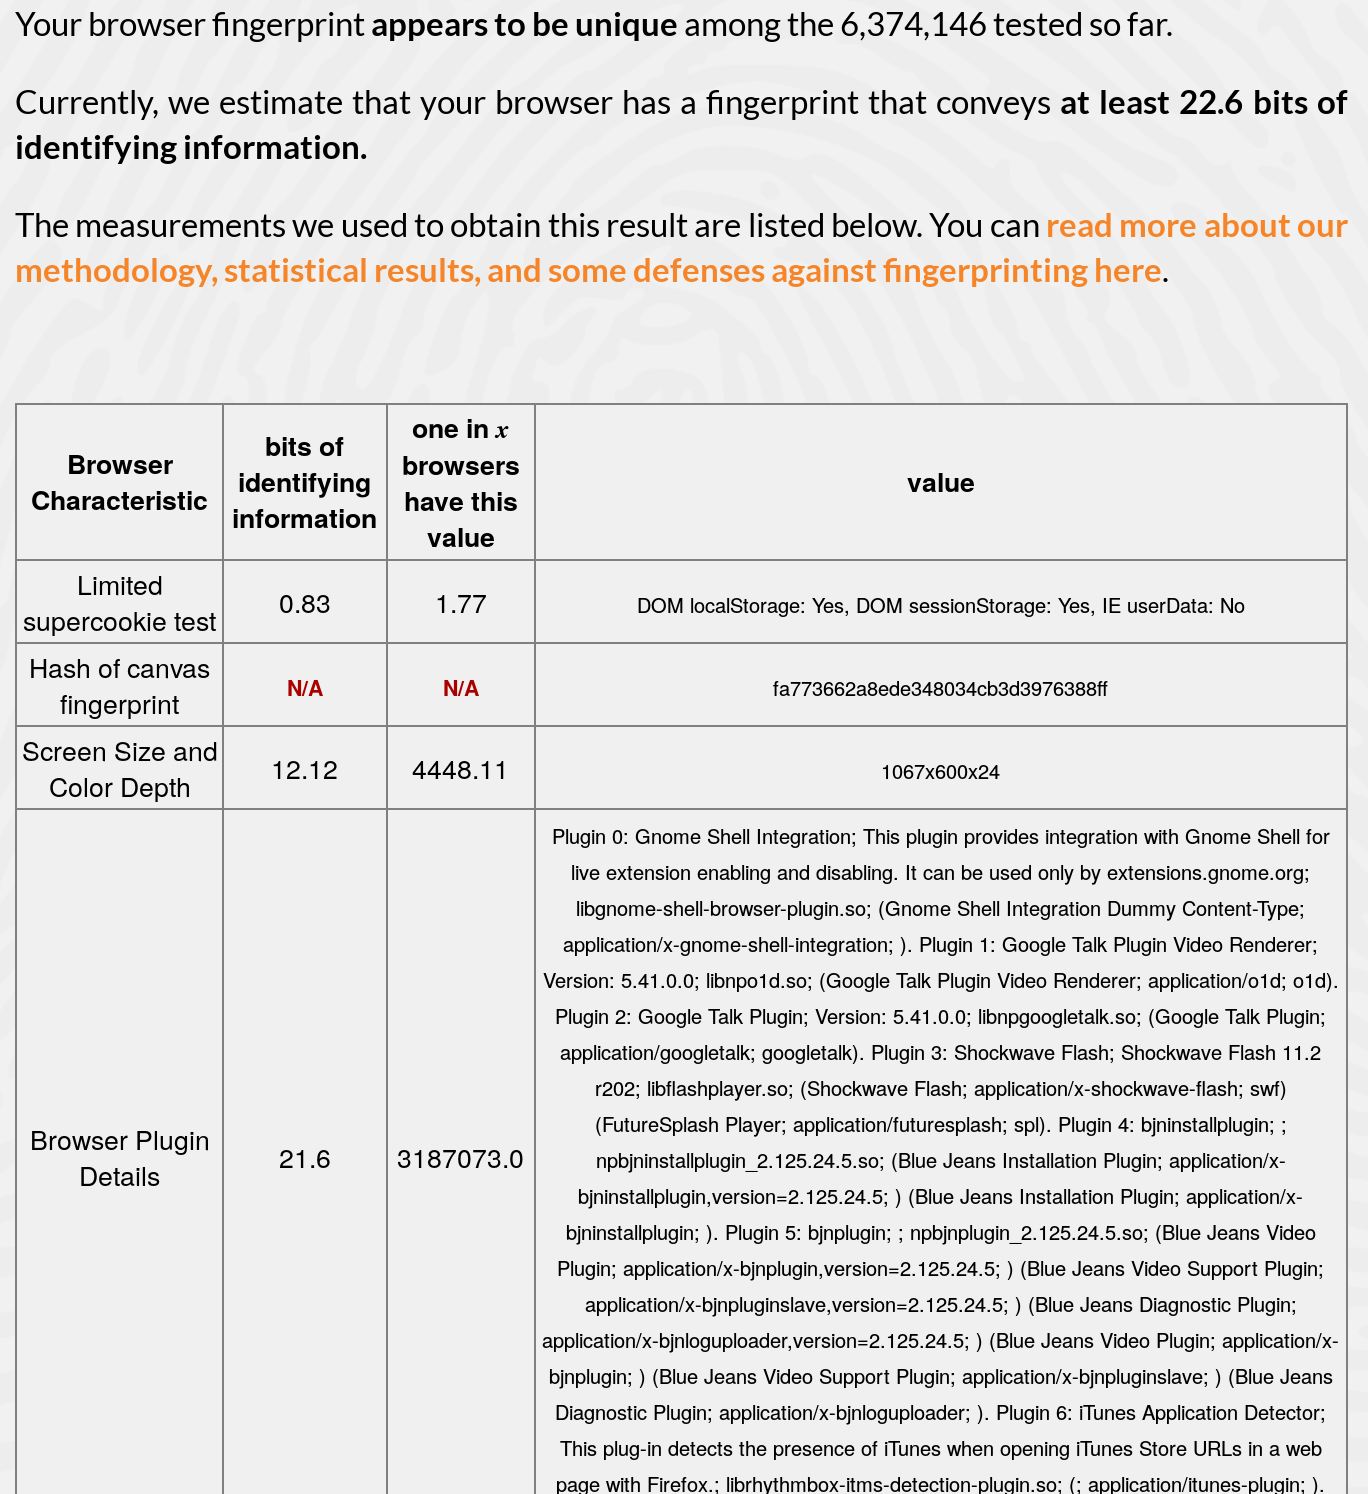 Your browser fingerprint appears to be unique among the 6,374,146 tested so far.
Currently, we estimate that your browser has a fingerprint that conveys at least 22.6 bits of
identifying information.
The measurements we used to obtain this result are listed below. You can read more about our
methodology, statistical results, and some defenses against fingerprinting here.
Browser
Characteristic
bits of
identifying
information
one in x
browsers
have this
value
value
Limited
supercookie test
0.83
1.77
DOM localStorage: Yes, DOM sessionStorage: Yes, IE userData: No
Hash of canvas
fingerprint
N/A
N/A
fa773662a8ede348034cb3d3976388ff
Screen Size and
Color Depth
12.12
4448.11
1067x600x24
Browser Plugin
Details
21.6
3187073.0
Plugin 0: Gnome Shell Integration; This plugin provides integration with Gnome Shell for
live extension enabling and disabling. It can be used only by extensions.gnome.org;
libgnome-shell-browser-plugin.so; (Gnome Shell Integration Dummy Content-Type;
application/x-gnome-shell-integration; ). Plugin 1: Google Talk Plugin Video Renderer;
Version: 5.41.0.0; libnpo1d.so; (Google Talk Plugin Video Renderer; application/o1d; o1d).
Plugin 2: Google Talk Plugin; Version: 5.41.0.0; libnpgoogletalk.so; (Google Talk Plugin;
application/googletalk; googletalk). Plugin 3: Shockwave Flash; Shockwave Flash 11.2
r202; libflashplayer.so; (Shockwave Flash; application/x-shockwave-flash; swf)
(FutureSplash Player; application/futuresplash; spl). Plugin 4: bjninstallplugin; ;
npbjninstallplugin_2.125.24.5.so; (Blue Jeans Installation Plugin; application/x-
bjninstallplugin,version=2.125.24.5; ) (Blue Jeans Installation Plugin; application/x-
bjninstallplugin; ). Plugin 5: bjnplugin; ; npbjnplugin_2.125.24.5.so; (Blue Jeans Video
Plugin; application/x-bjnplugin,version=2.125.24.5; ) (Blue Jeans Video Support Plugin;
application/x-bjnpluginslave,version=2.125.24.5; ) (Blue Jeans Diagnostic Plugin;
application/x-bjnloguploader,version=2.125.24.5; ) (Blue Jeans Video Plugin; application/x-
bjnplugin; ) (Blue Jeans Video Support Plugin; application/x-bjnpluginslave; ) (Blue Jeans
Diagnostic Plugin; application/x-bjnloguploader; ). Plugin 6: iTunes Application Detector;
This plug-in detects the presence of iTunes when opening iTunes Store URLs in a web
page with Firefox.; librhythmbox-itms-detection-plugin.so; (; application/itunes-plugin; ).